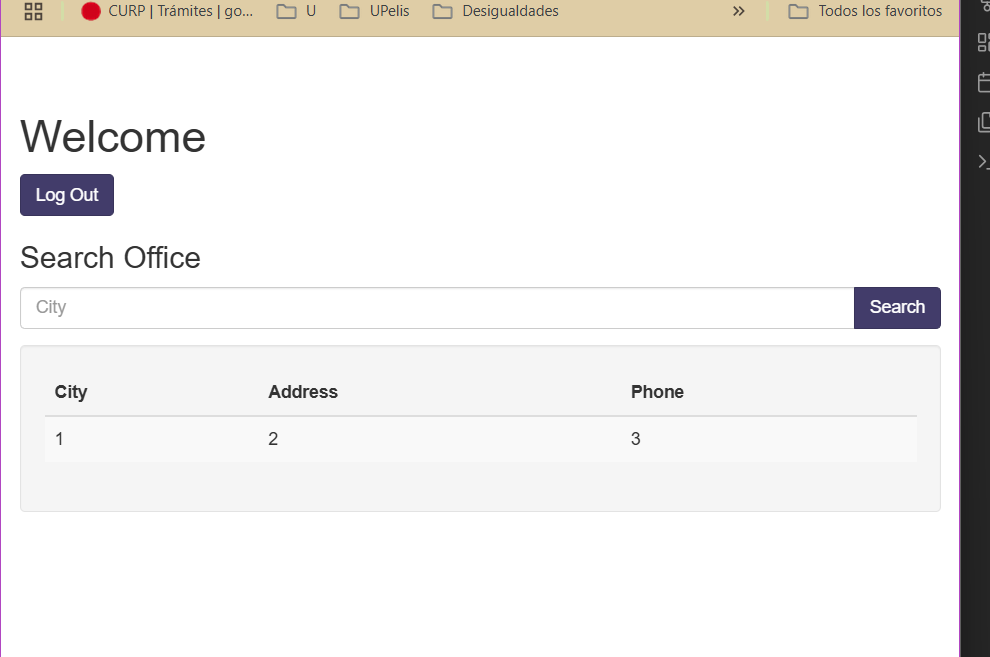 CURP | Trámites | go... U UPelis Desigualdades » Todos los favoritos
Welcome
Log Out
Search Office
City Search
City Address Phone
1 2 3